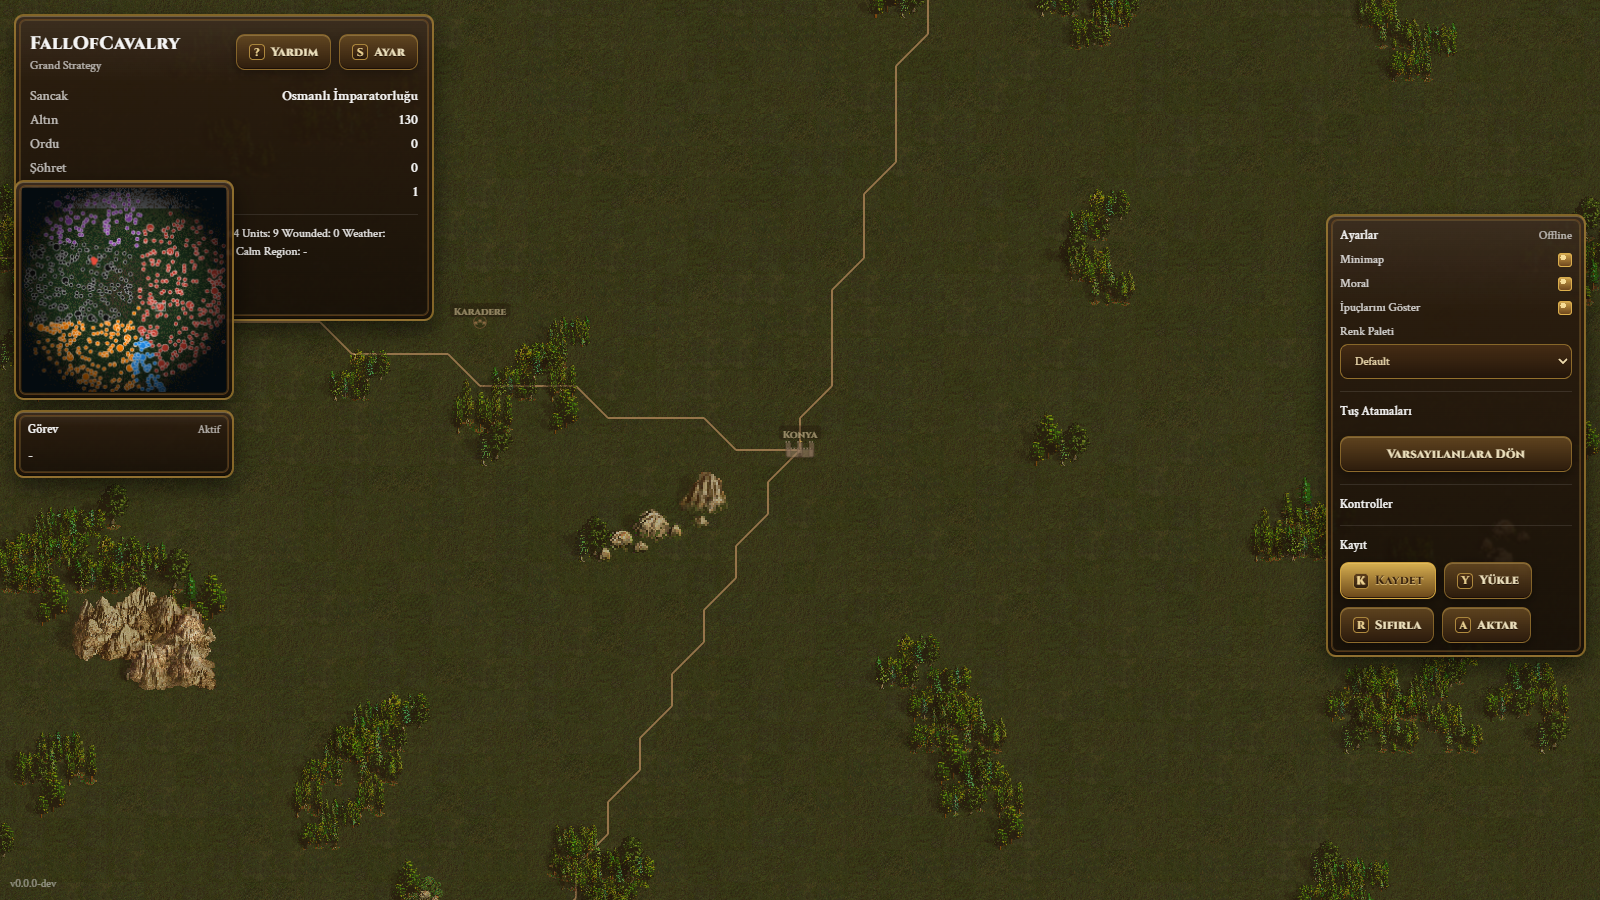 FallOfCavalry
Grand Strategy
? Yardım
S Ayar
Sancak Osmanlı İmparatorluğu
Altın 130
Ordu 0
Şöhret 0
1
4 Units: 9 Wounded: 0 Weather:
Calm Region: -
Görev Aktif
-
Karadere
Konya
Ayarlar Offline
Minimap
Moral
İpuçlarını Göster
Renk Paleti
Default
Tuş Atamaları
Varsayılanlara Dön
Kontroller
Kayıt
K Kaydet
Y Yükle
R Sıfırla
A Aktar
v0.0.0-dev